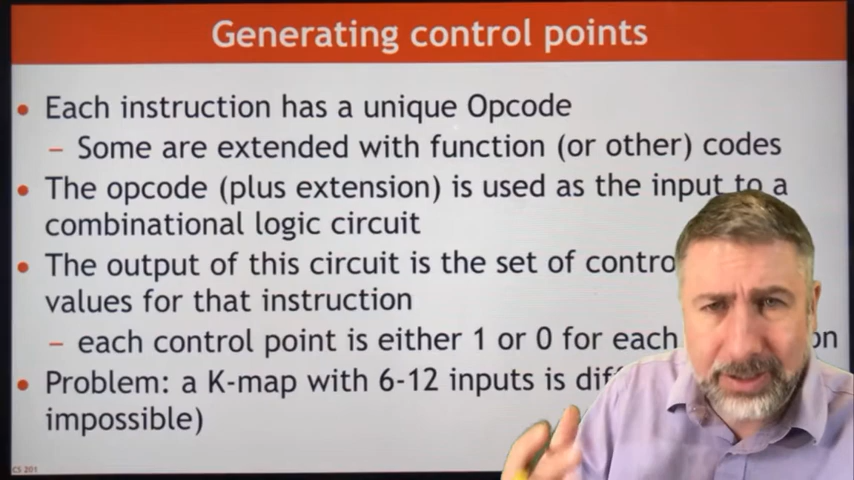 Generating control points
• Each instruction has a unique Opcode
– Some are extended with function (or other) codes
• The opcode (plus extension) is used as the input to a
combinational logic circuit
• The output of this circuit is the set of
values for that instruction
– each control point is either 1 or 0 for each
• Problem: a K-map with 6-12 inputs is
impossible)
CS 201